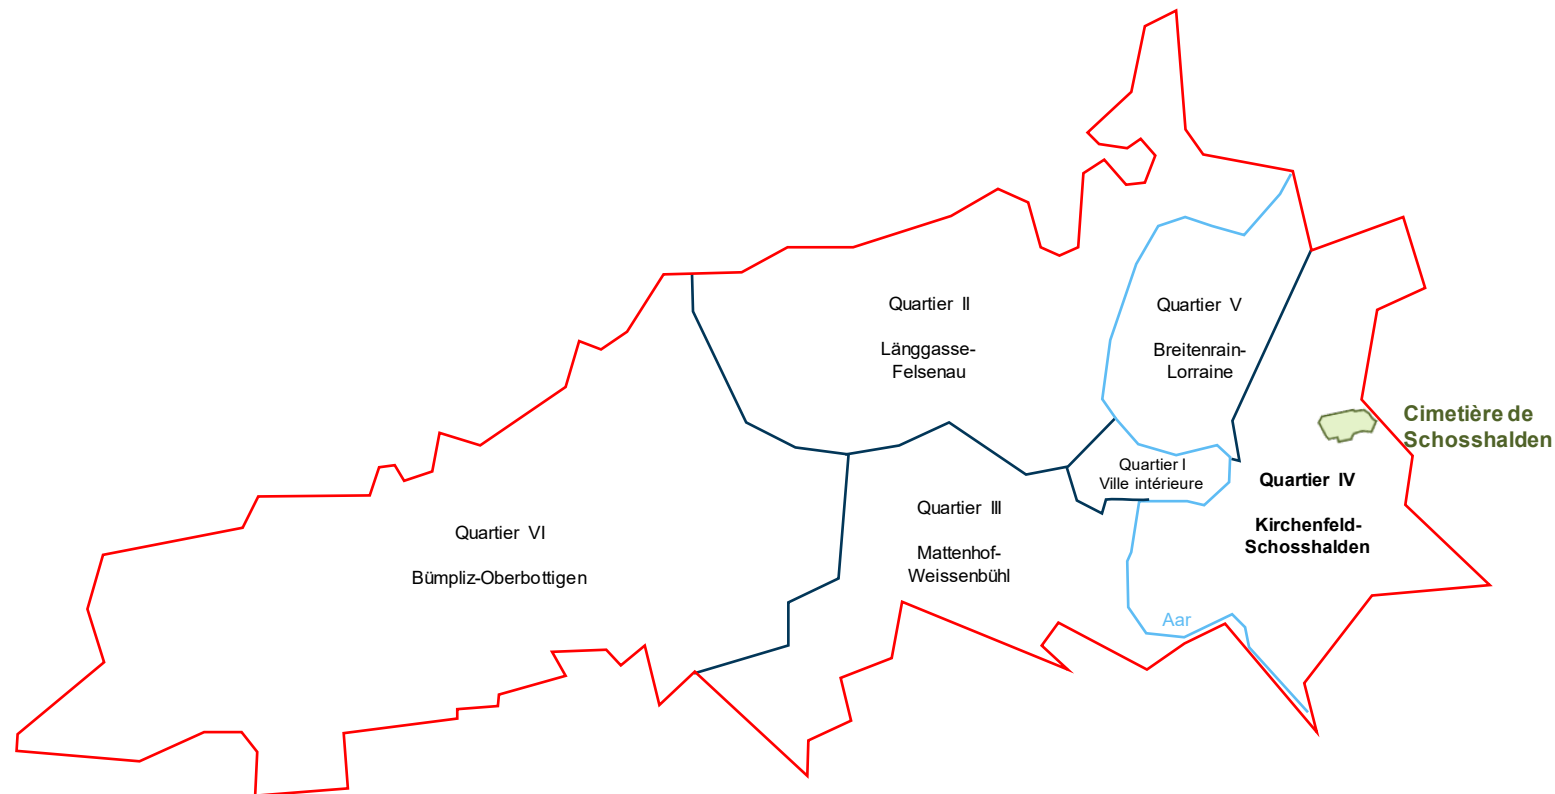 Quartier II
Länggasse-
Felsenau
Quartier V
Breitenrain-
Lorraine
Cimetière de
Schosshalden
Quartier I
Ville intérieure
Quartier IV
Kirchenfeld-
Schosshalden
Quartier III
Mattenhof-
Weissenbühl
Quartier VI
Bümpliz-Oberbottigen
Aar